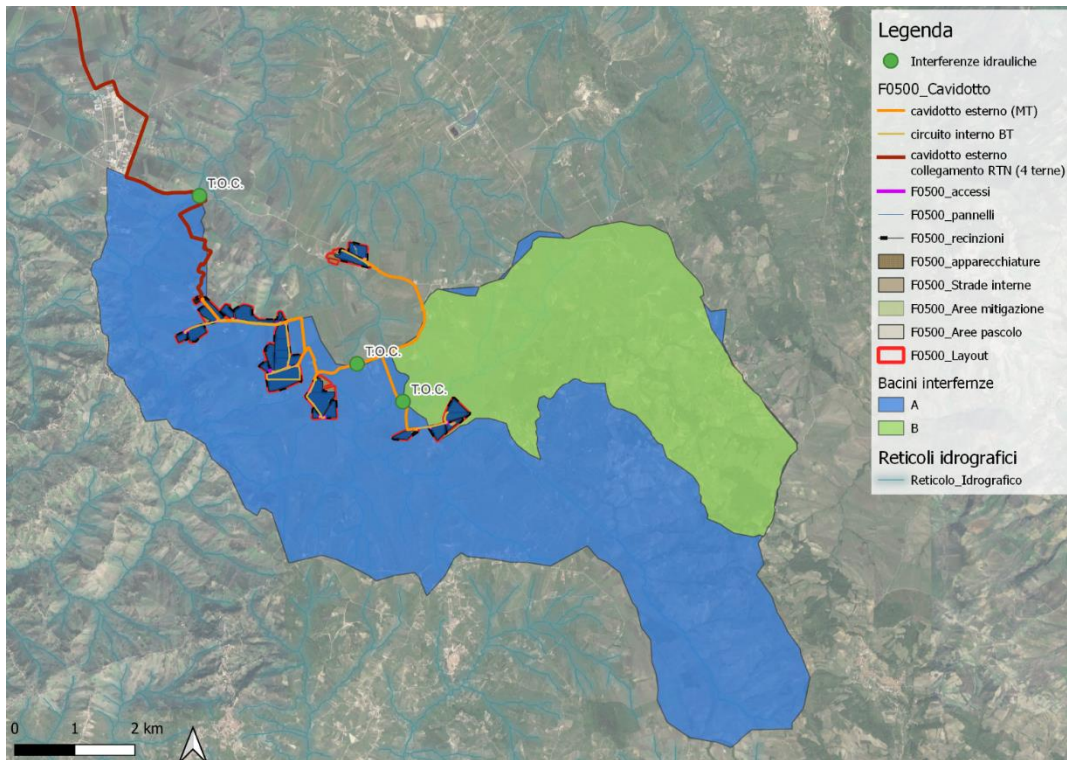 Legenda
Interferenze idrauliche
F0500_Cavidotto
cavidotto esterno (MT)
circuito interno BT
cavidotto esterno
collegamento RTN (4 terne)
F0500_accessi
F0500_pannelli
F0500_recinzioni
F0500_apparecchiature
F0500_Strade interne
F0500_Aree mitigazione
F0500_Aree pascolo
F0500_Layout
Bacini interfernze
A
B
Reticoli idrografici
Reticolo_Idrografico
T.O.C.
T.O.C.
T.O.C.
0 1 2 km